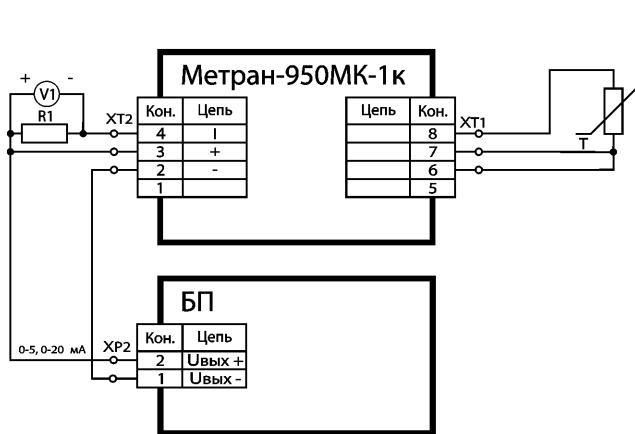 Метран-950МК-1к
+ -
V1
R1
XT2
Кон. Цепь
4 I
3 +
2 -
1
Цепь Кон.
8
7
6
5
XT1
T
БП
0-5, 0-20 мА
XP2
Кон. Цепь
2 Uвых +
1 Uвых -